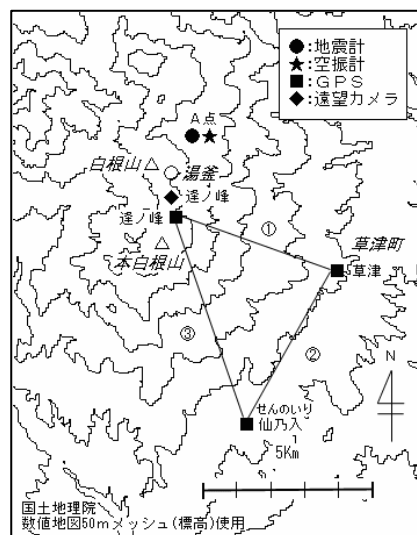 ●:地震計
★:空振計
■:GPS
◆:遠望カメラ
A点
白根山
湯釜
逢ノ峰
逢ノ峰
①
草津町
本白根山
草津
③
②
N
せんのいり
仙乃入
5Km
国土地理院
数値地図50mメッシュ(標高)使用